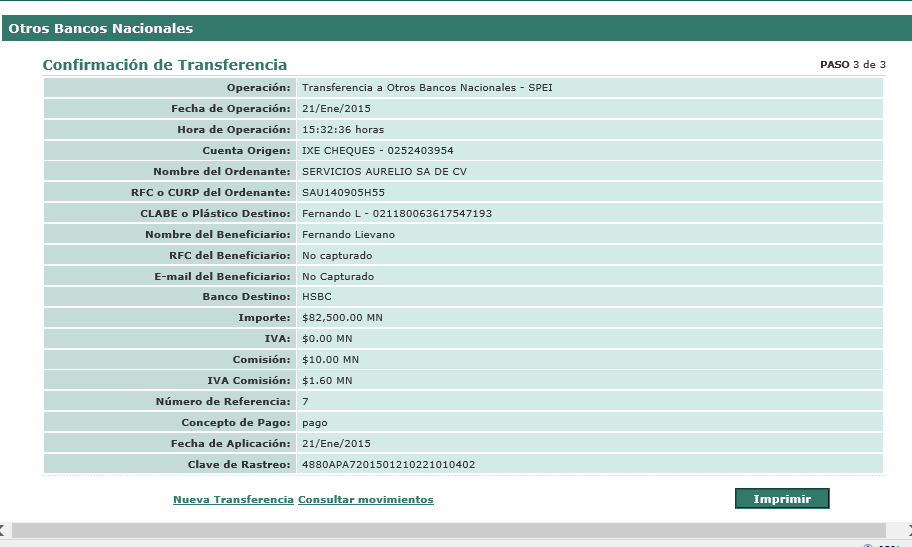 Otros Bancos Nacionales
Confirmación de Transferencia PASO 3 de 3
Operación: Transferencia a Otros Bancos Nacionales - SPEI
Fecha de Operación: 21/Ene/2015
Hora de Operación: 15:32:36 horas
Cuenta Origen: IXE CHEQUES - 0252403954
Nombre del Ordenante: SERVICIOS AURELIO SA DE CV
RFC o CURP del Ordenante: SAU140905H55
CLABE o Plástico Destino: Fernando L - 021180063617547193
Nombre del Beneficiario: Fernando Lievano
RFC del Beneficiario: No capturado
E-mail del Beneficiario: No Capturado
Banco Destino: HSBC
Importe: $82,500.00 MN
IVA: $0.00 MN
Comisión: $10.00 MN
IVA Comisión: $1.60 MN
Número de Referencia: 7
Concepto de Pago: pago
Fecha de Aplicación: 21/Ene/2015
Clave de Rastreo: 4880APA7201501210221010402
Nueva Transferencia Consultar movimientos Imprimir